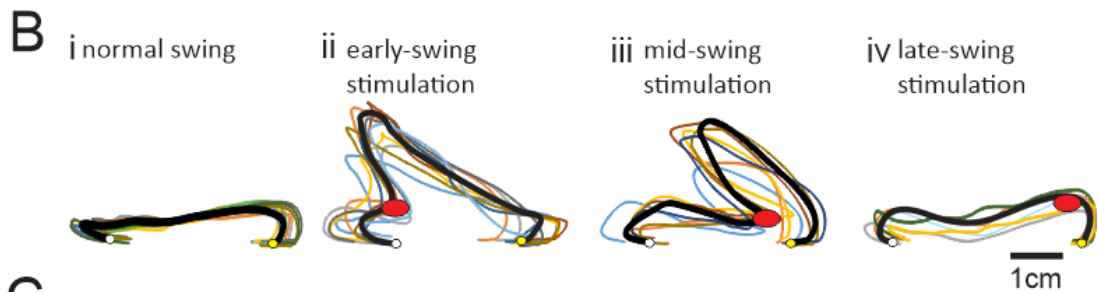 B
i normal swing
ii early-swing
stimulation
iii mid-swing
stimulation
iv late-swing
stimulation
1cm